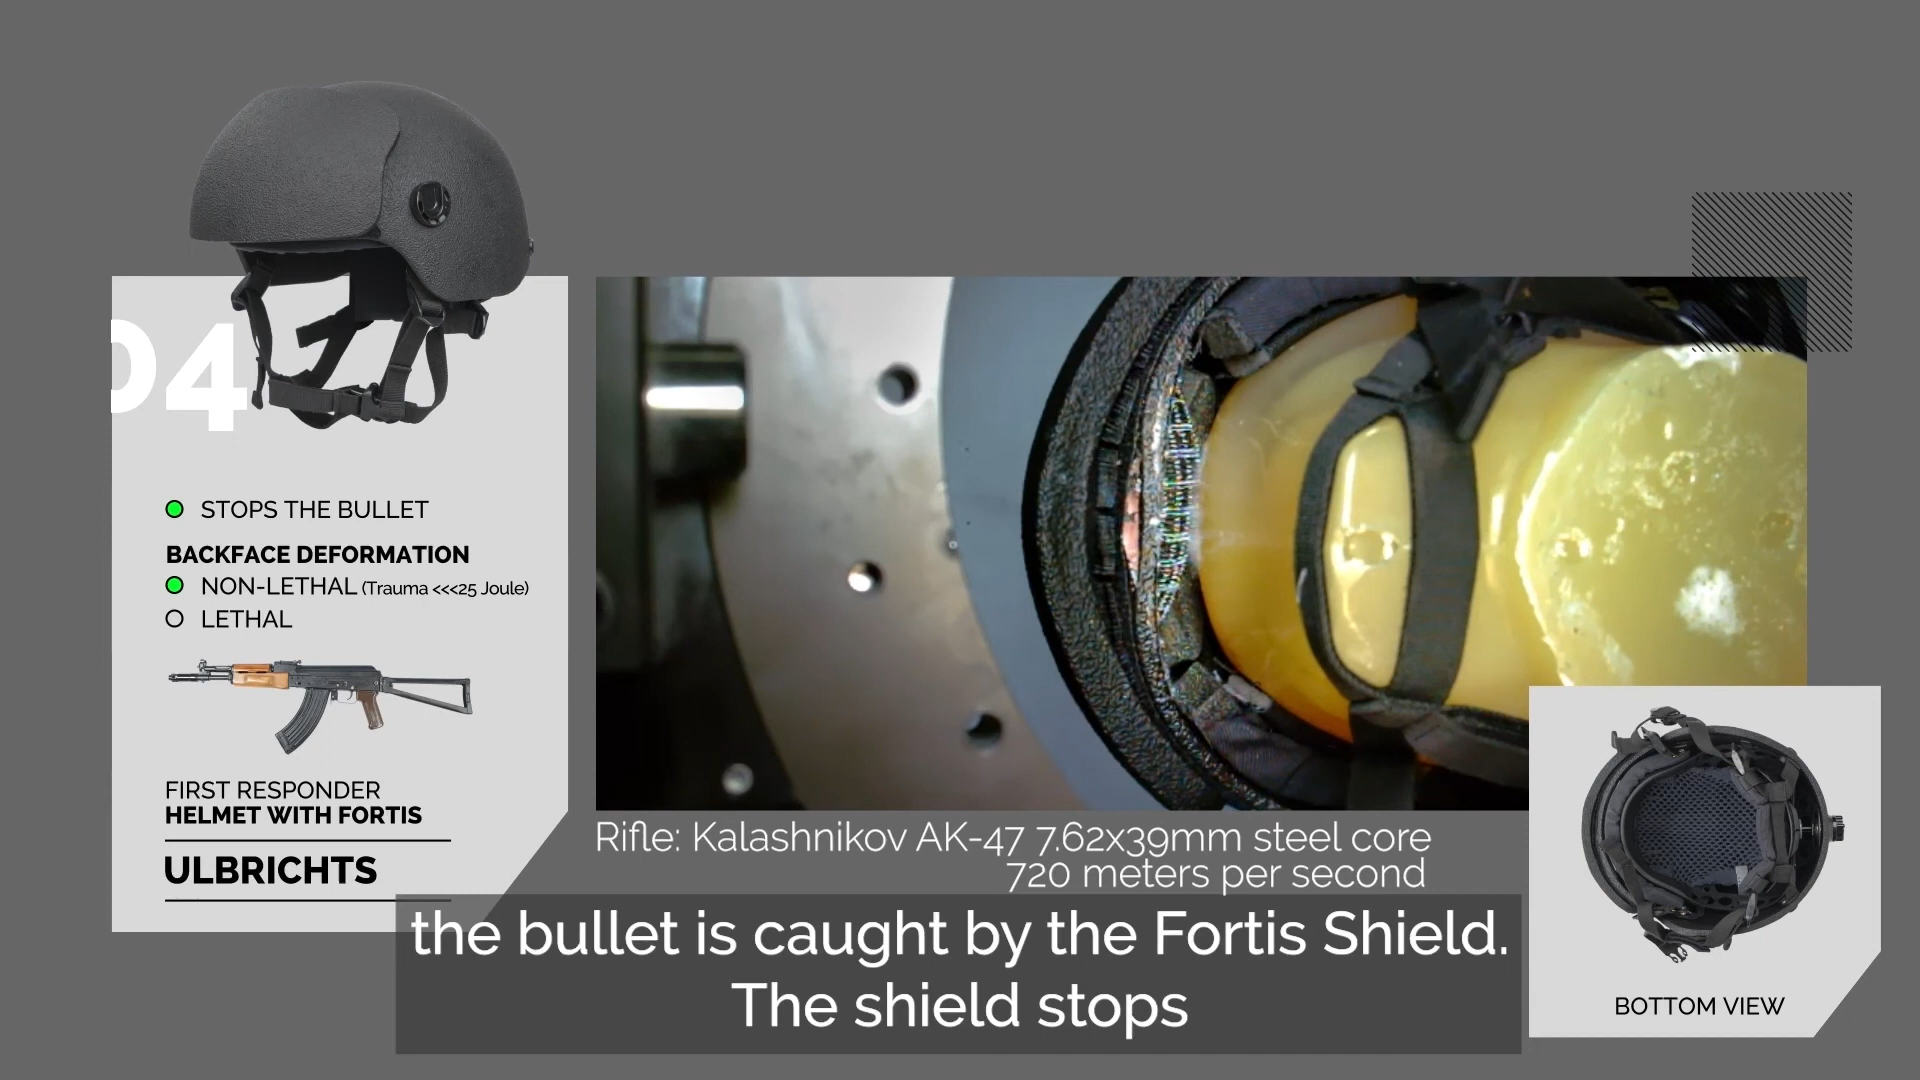 04
STOPS THE BULLET
BACKFACE DEFORMATION
NON-LETHAL (Trauma <<<25 Joule)
LETHAL
FIRST RESPONDER
HELMET WITH FORTIS
ULBRICHTS
Rifle: Kalashnikov AK-47 7.62x39mm steel core
720 meters per second
the bullet is caught by the Fortis Shield.
The shield stops
BOTTOM VIEW